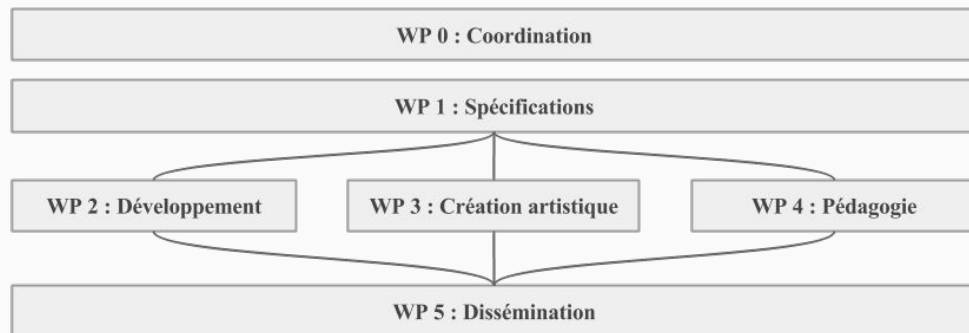 WP 0 : Coordination
WP 1 : Spécifications
WP 2 : Développement
WP 3 : Création artistique
WP 4 : Pédagogie
WP 5 : Dissémination